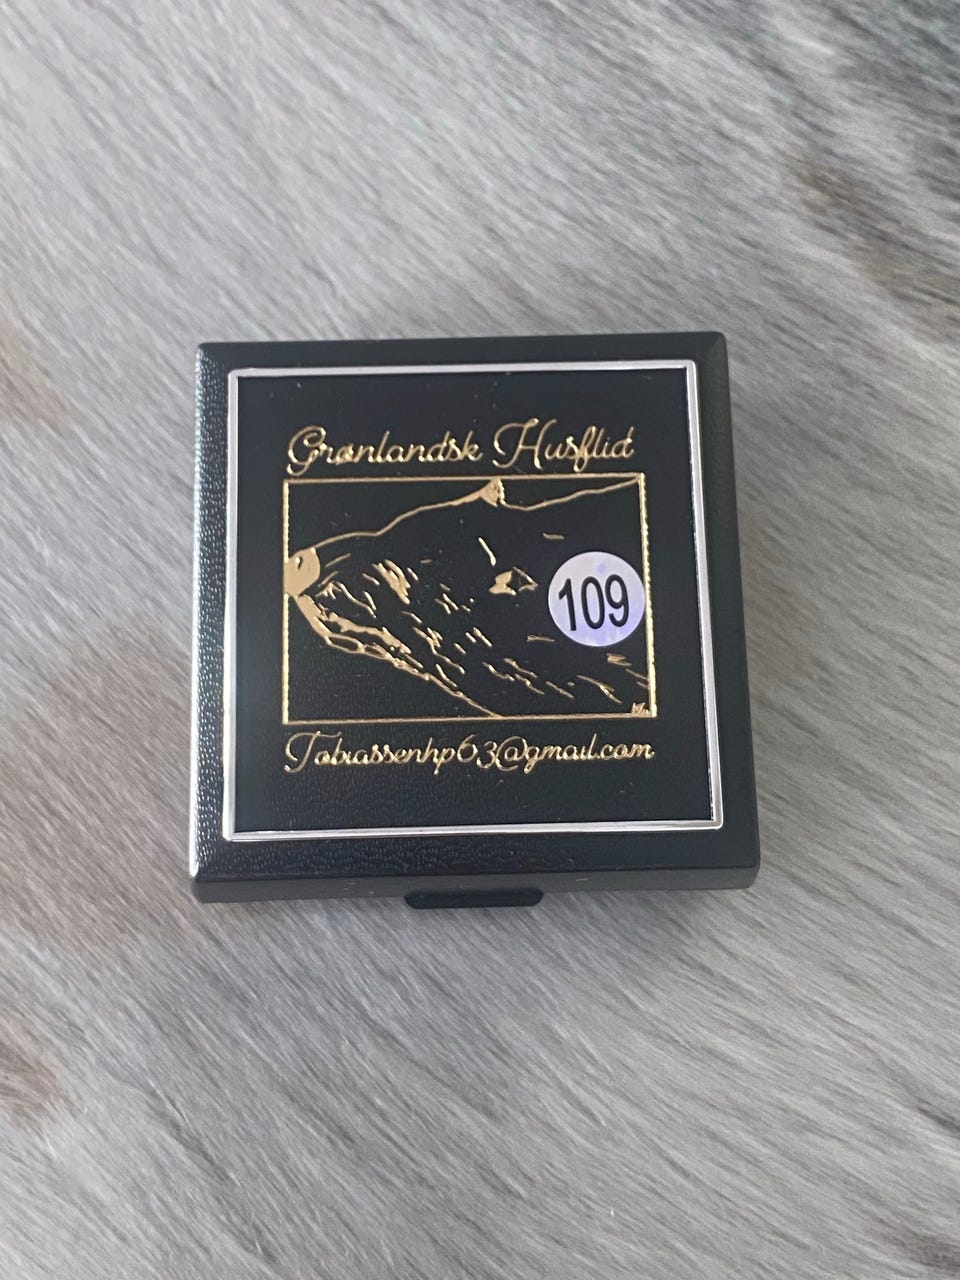 Grønlandsk Husflid
109
Tobiassenhp63@gmail.com